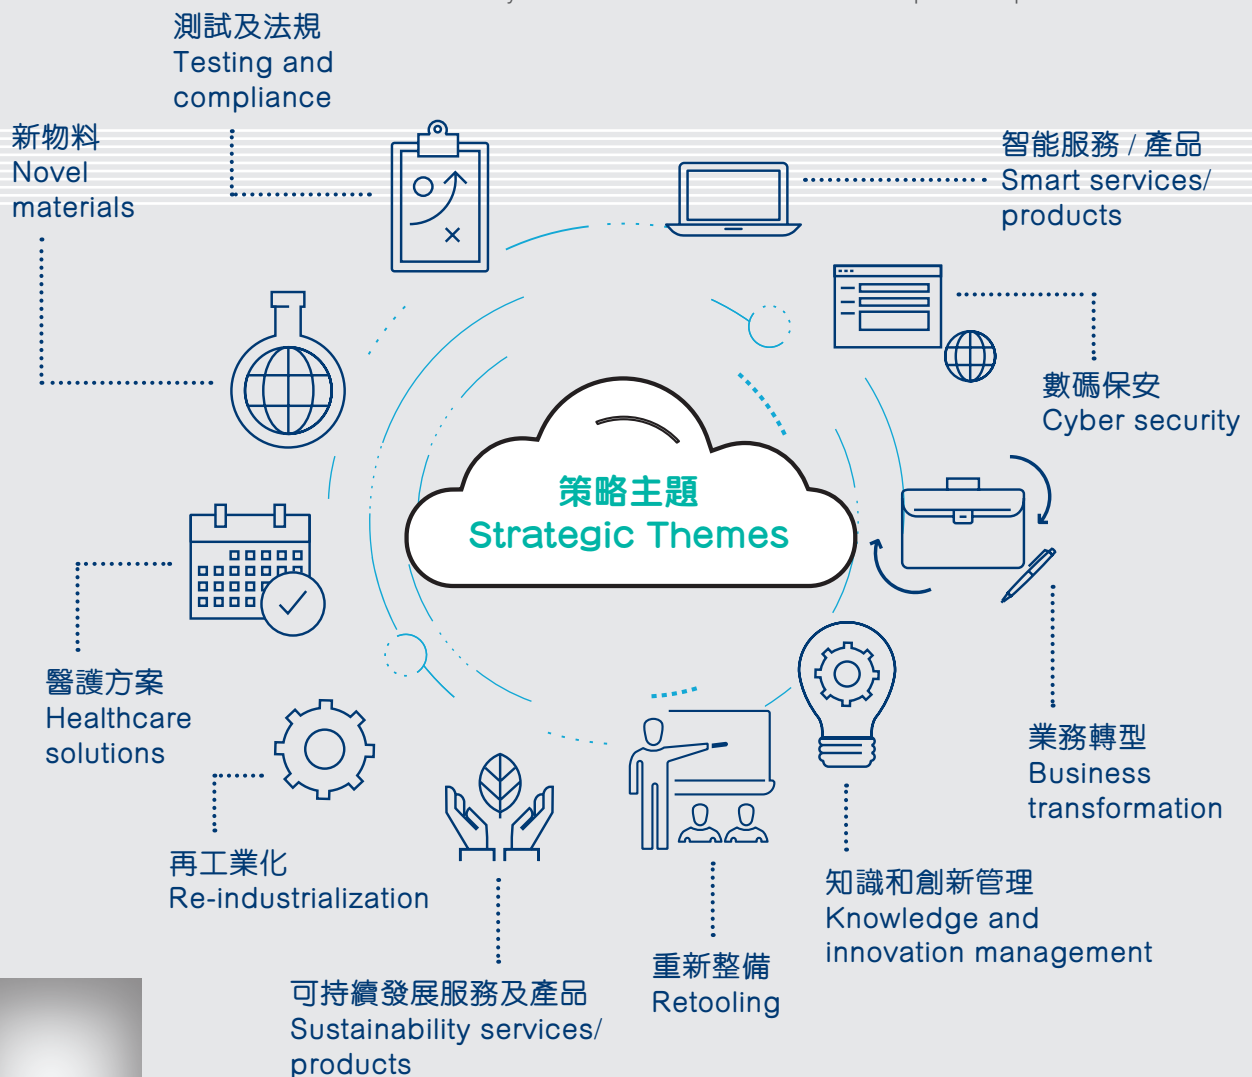 測試及法規
Testing and
compliance
新物料
Novel
materials
智能服務 / 產品
Smart services/
products
數碼保安
Cyber security
策略主題
Strategic Themes
醫護方案
Healthcare
solutions
業務轉型
Business
transformation
再工業化
Re-industrialization
知識和創新管理
Knowledge and
innovation management
重新整備
Retooling
可持續發展服務及產品
Sustainability services/
products